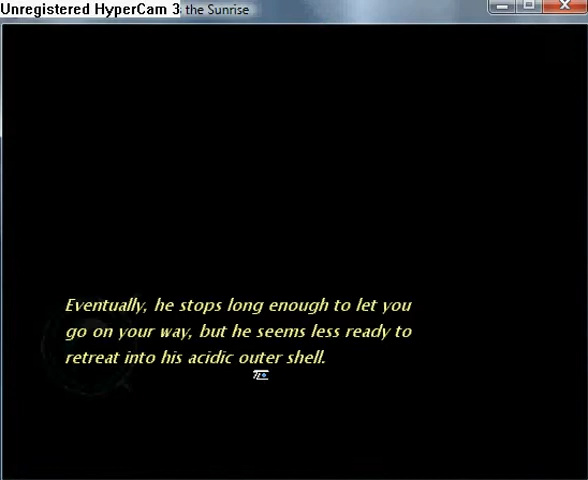 Unregistered HyperCam 3 the Sunrise
Eventually, he stops long enough to let you
go on your way, but he seems less ready to
retreat into his acidic outer shell.